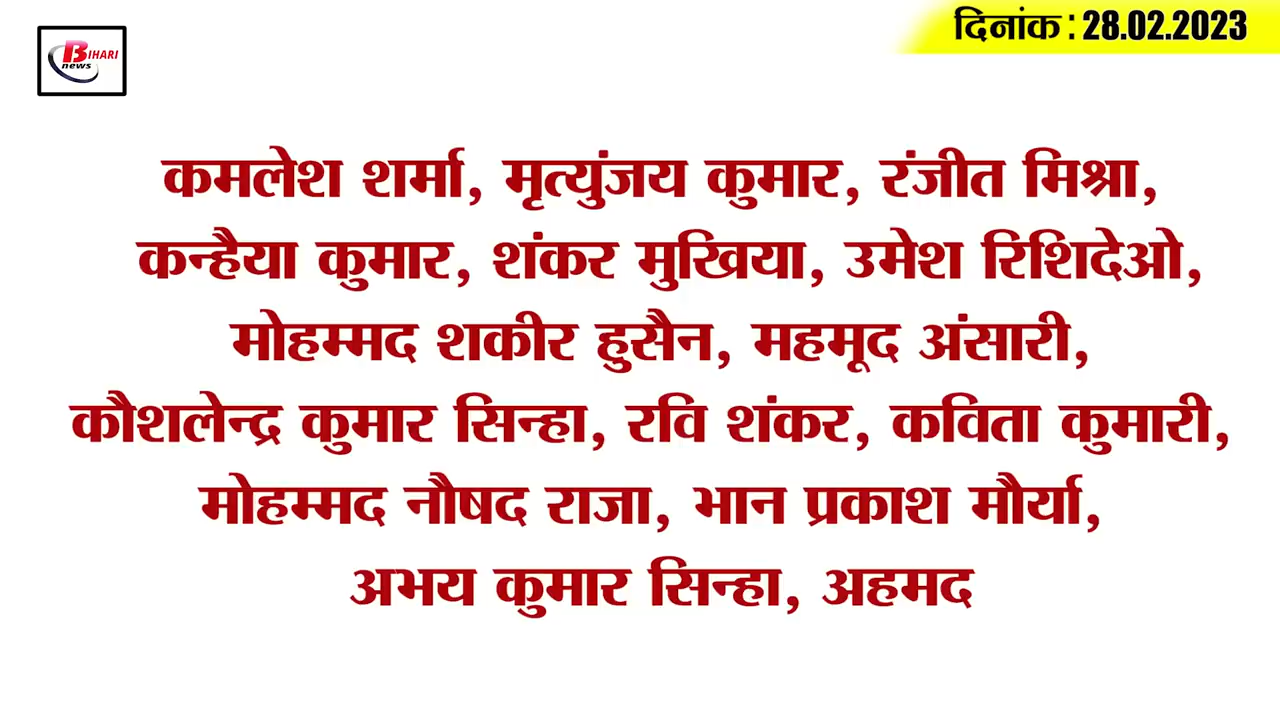 BIHARI
news
दिनांक : 28.02.2023
कमलेश शर्मा, मृत्युंजय कुमार, रंजीत मिश्रा,
कन्हैया कुमार, शंकर मुखिया, उमेश रिशिदेओ,
मोहम्मद शकीर हुसैन, महमूद अंसारी,
कौशलेन्द्र कुमार सिन्हा, रवि शंकर, कविता कुमारी,
मोहम्मद नौषद राजा, भान प्रकाश मौर्या,
अभय कुमार सिन्हा, अहमद